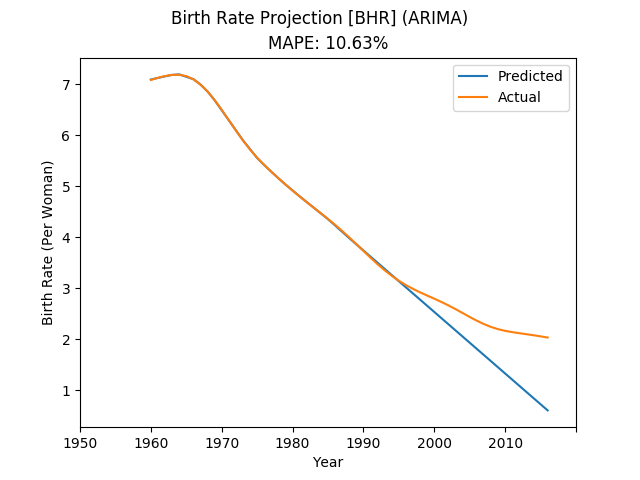 Birth Rate Projection [BHR] (ARIMA)
MAPE: 10.63%
Predicted
Actual
Birth Rate (Per Woman)
7
6
5
4
3
2
1
1950 1960 1970 1980 1990 2000 2010
Year